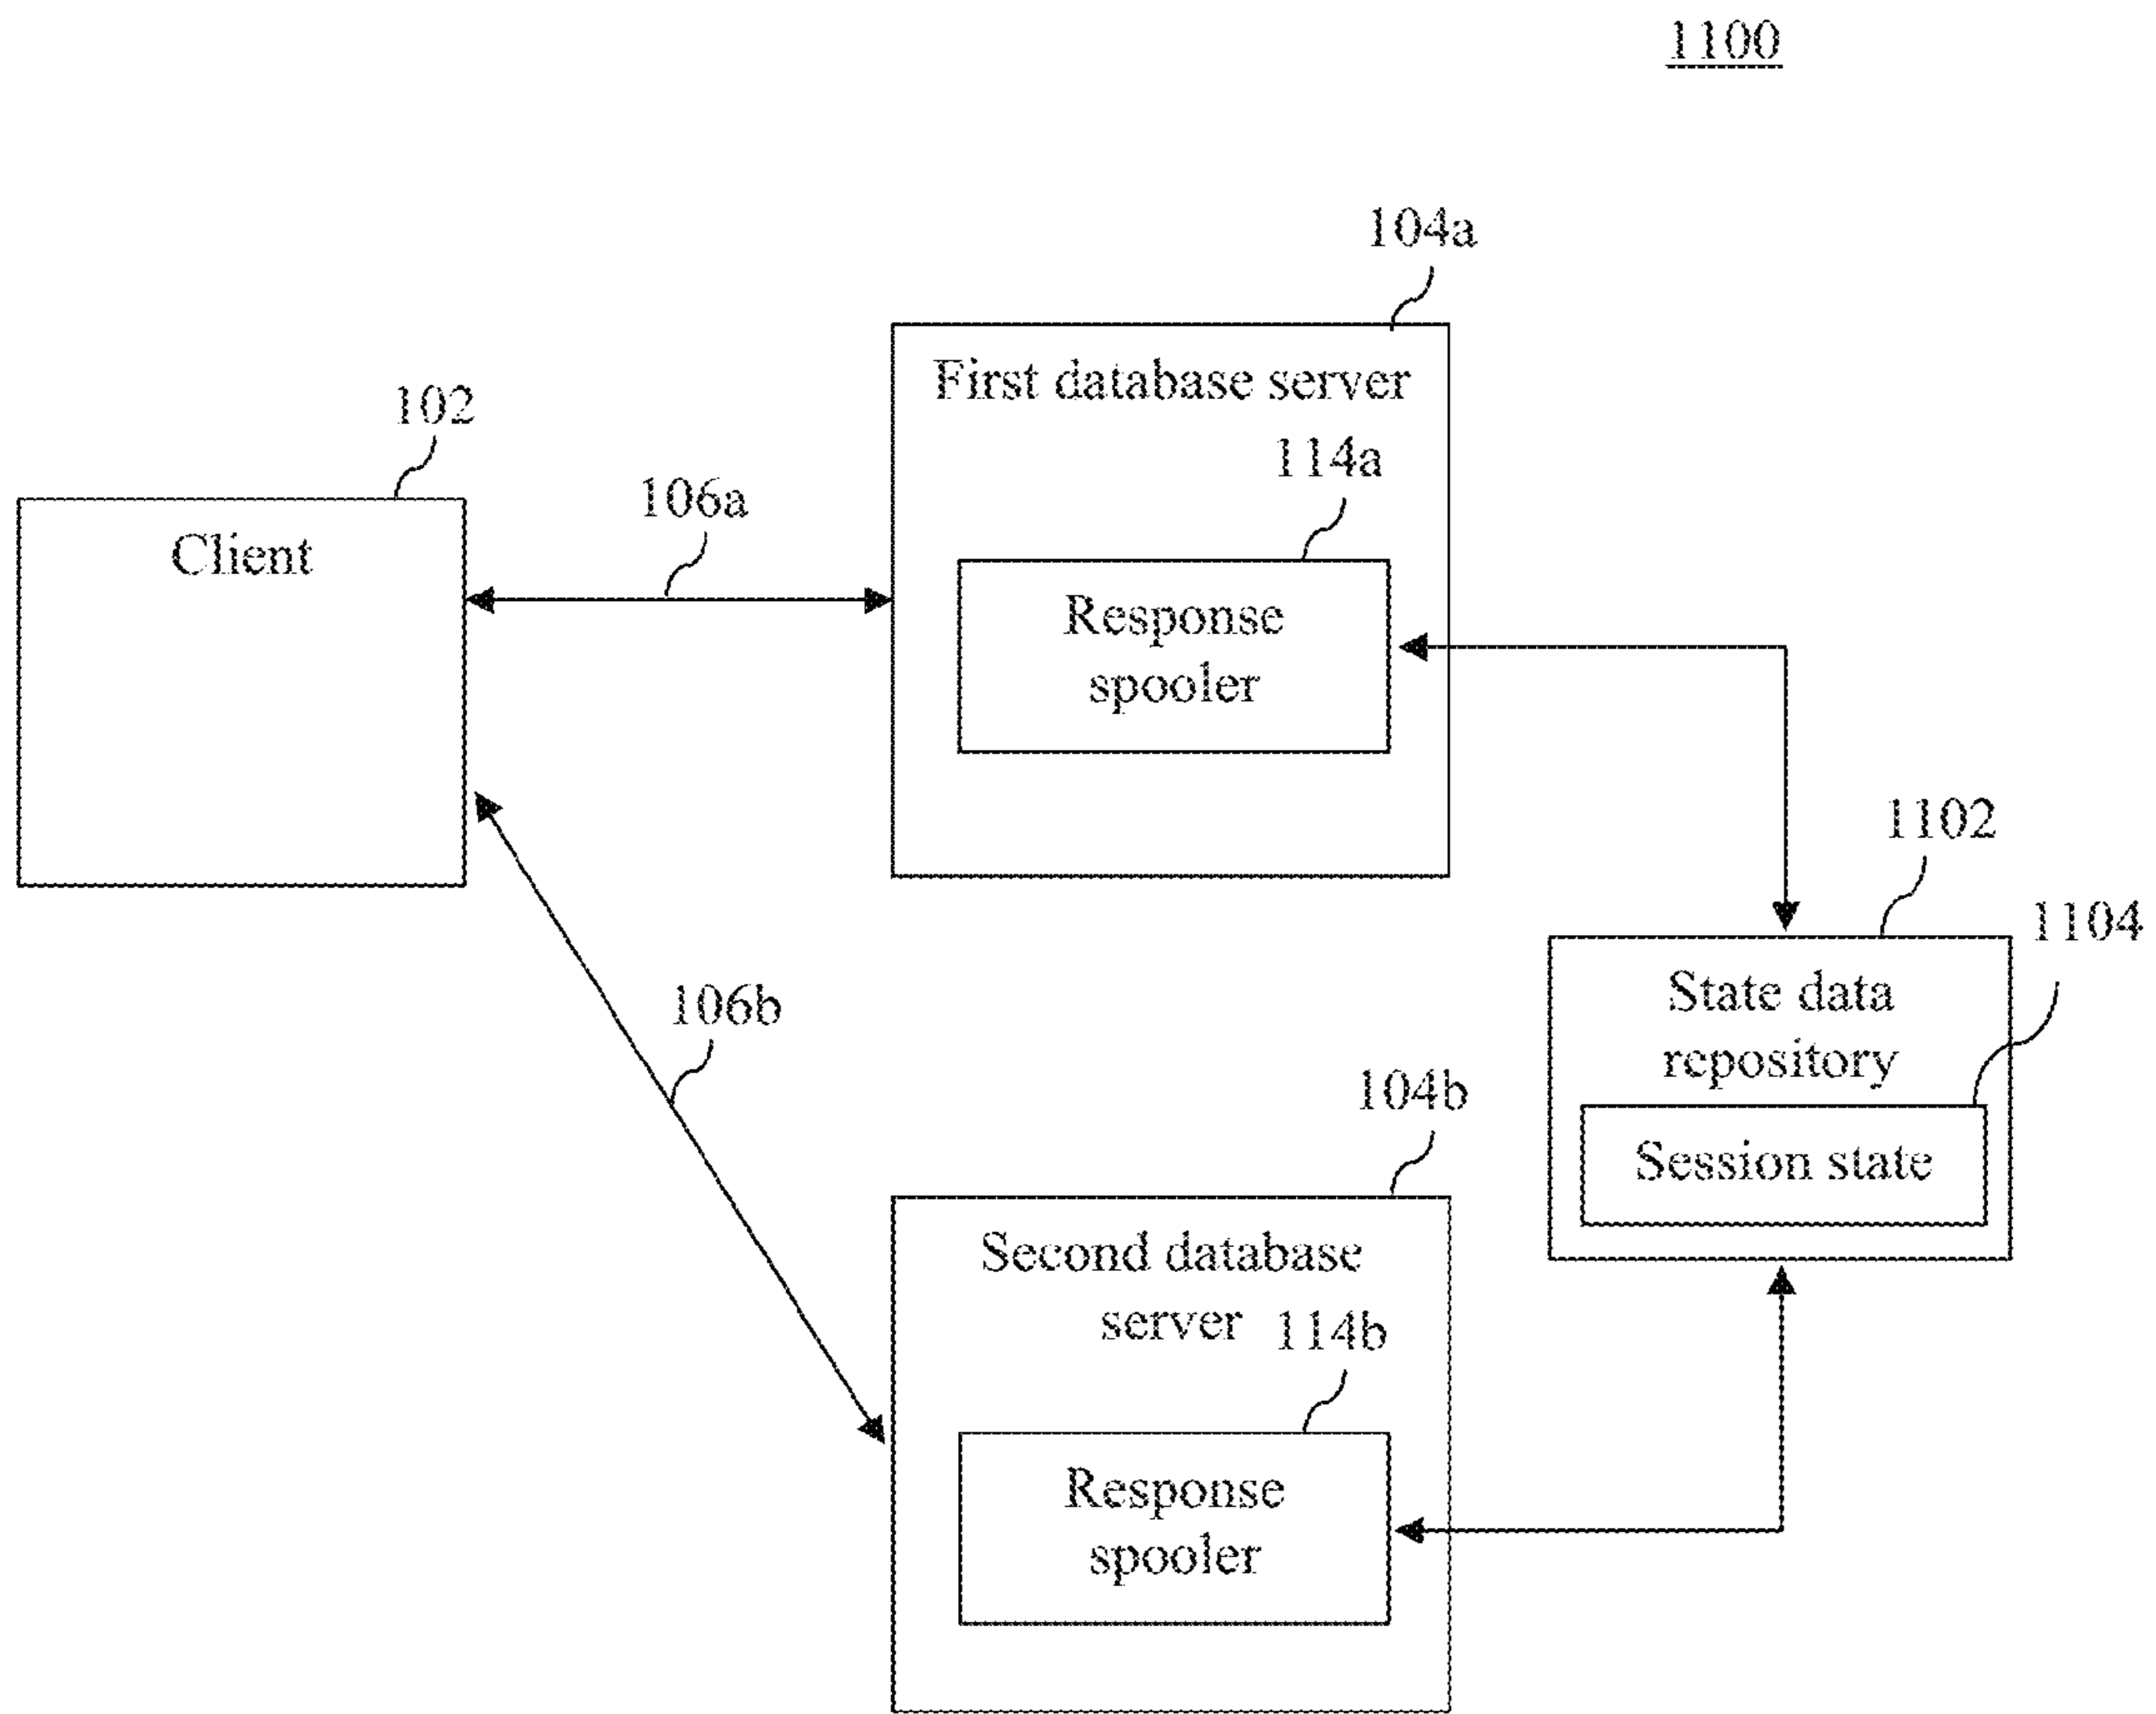 1100
104a
First database server
102
114a
Client
106a
Response
spooler
1102
1104
State data
repository
106b
104b
Session state
Second database
server
114b
Response
spooler